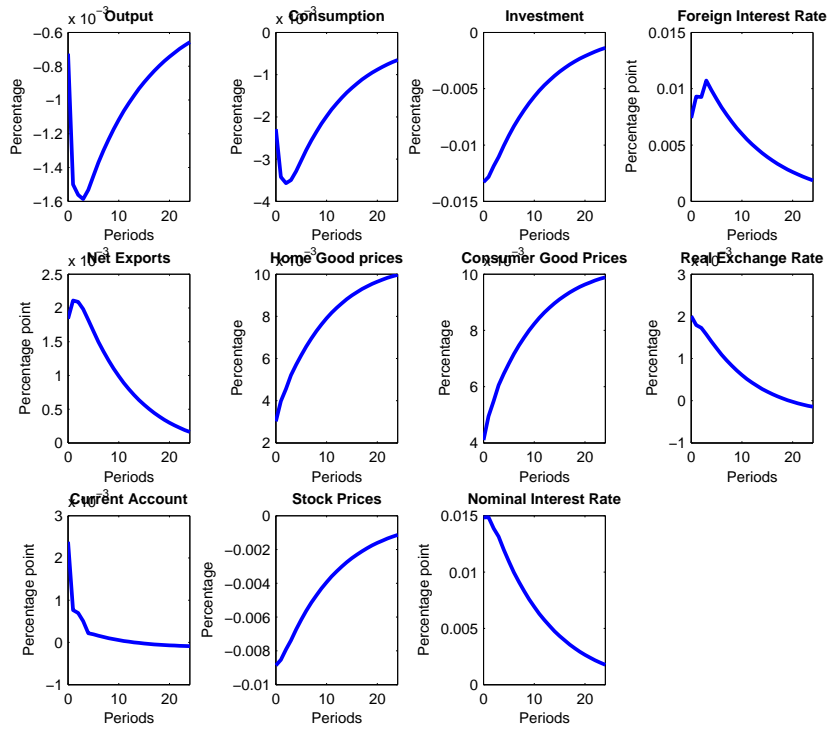 Output
x 10−3
−0.6
−0.8
−1
−1.2
−1.4
−1.6
0 10 20
Percentage
Periods
Consumption
x 10−3
0
−1
−2
−3
−4
0 10 20
Percentage
Periods
Investment
0
−0.005
−0.01
−0.015
0 10 20
Percentage
Periods
Foreign Interest Rate
0.015
0.01
0.005
0
0 10 20
Percentage point
Periods
Net Exports
x 10−3
2.5
2
1.5
1
0.5
0
0 10 20
Percentage point
Periods
Home Good prices
x 10−3
10
8
6
4
2
0 10 20
Percentage
Periods
Consumer Good Prices
x 10−3
10
8
6
4
0 10 20
Percentage
Periods
Real Exchange Rate
x 10−3
3
2
1
0
−1
0 10 20
Percentage
Periods
Current Account
x 10−3
3
2
1
0
−1
0 10 20
Percentage point
Periods
Stock Prices
0
−0.002
−0.004
−0.006
−0.008
−0.01
0 10 20
Percentage
Periods
Nominal Interest Rate
0.015
0.01
0.005
0
0 10 20
Percentage point
Periods